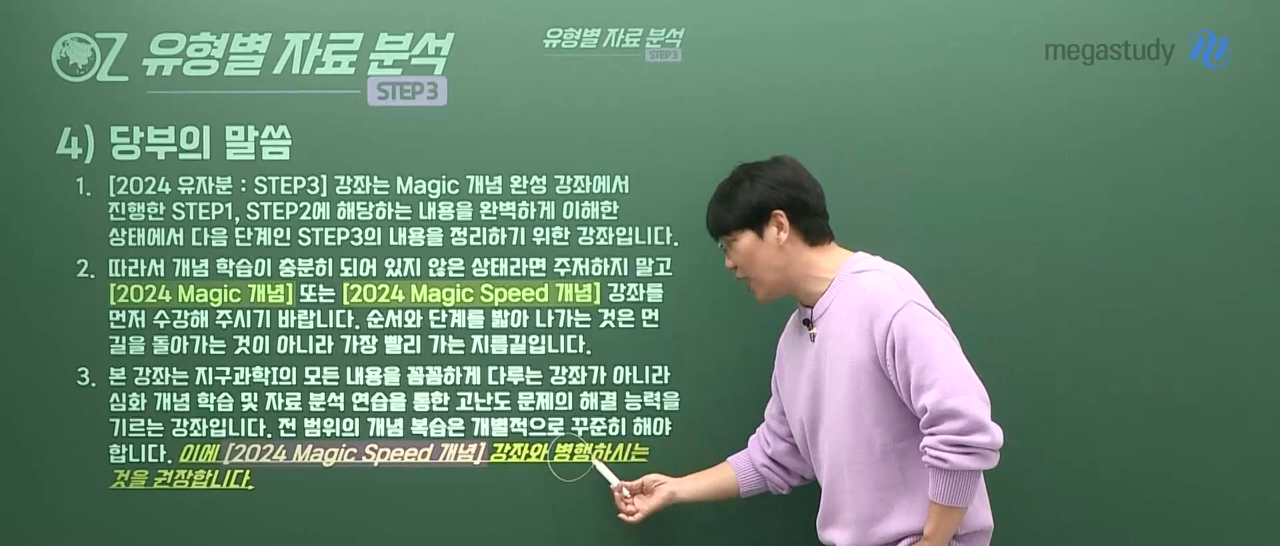 OZ 유형별 자료 분석
STEP3
유형별 자료 분석
STEP3
megastudy M
4) 당부의 말씀
1. [2024 유자분 : STEP3] 강좌는 Magic 개념 완성 강좌에서
진행한 STEP1, STEP2에 해당하는 내용을 완벽하게 이해한
상태에서 다음 단계인 STEP3의 내용을 정리하기 위한 강좌입니다.
2. 따라서 개념 학습이 충분히 되어 있지 않은 상태라면 주저하지 말고
[2024 Magic 개념] 또는 [2024 Magic Speed 개념] 강좌를
먼저 수강해 주시기 바랍니다. 순서와 단계를 밟아 나가는 것은 먼
길을 돌아가는 것이 아니라 가장 빨리 가는 지름길입니다.
3. 본 강좌는 지구과학I의 모든 내용을 꼼꼼하게 다루는 강좌가 아니라
심화 개념 학습 및 자료 분석 연습을 통한 고난도 문제의 해결 능력을
기르는 강좌입니다. 전 범위의 개념 복습은 개별적으로 꾸준히 해야
합니다. 이에 [2024 Magic Speed 개념] 강좌와 병행하시는
것을 권장합니다.